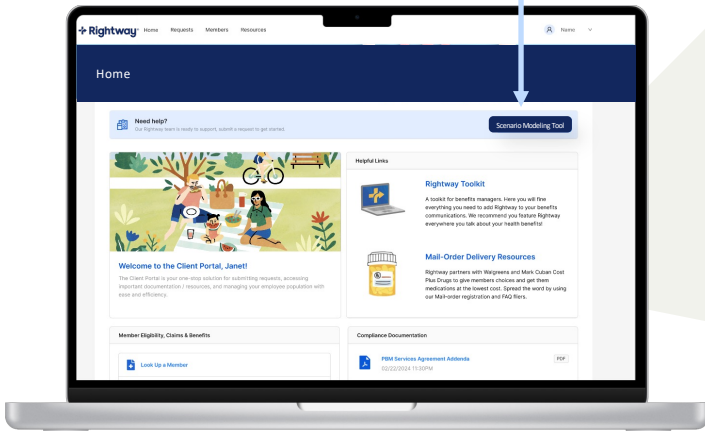 Rightway
Home Requests Members Resources
Name
Home
Need help?
Our Rightway team is ready to support, submit a request to get started.
Scenario Modeling Tool
Helpful Links
Rightway Toolkit
A toolkit for benefits managers. Here you will fine
everything you need to add Rightway to your benefits
communications. We recommend you feature Rightway
everywhere you talk about your health benefits!
Mail-Order Delivery Resources
Rightway partners with Walgreens and Mark Cuban Cost
Plus Drugs to give members choices and get them
medications at the lowest cost. Spread the word by using
our Mail-order registration and FAQ fliers.
Welcome to the Client Portal, Janet!
The Client Portal is your one-stop solution for submitting requests, accessing
important documentation / resources, and managing your employee population with
ease and efficiency.
Member Eligibility, Claims & Benefits
Look Up a Member
Compliance Documentation
PBM Services Agreement Addenda
PDF
02/22/2024 11:30PM